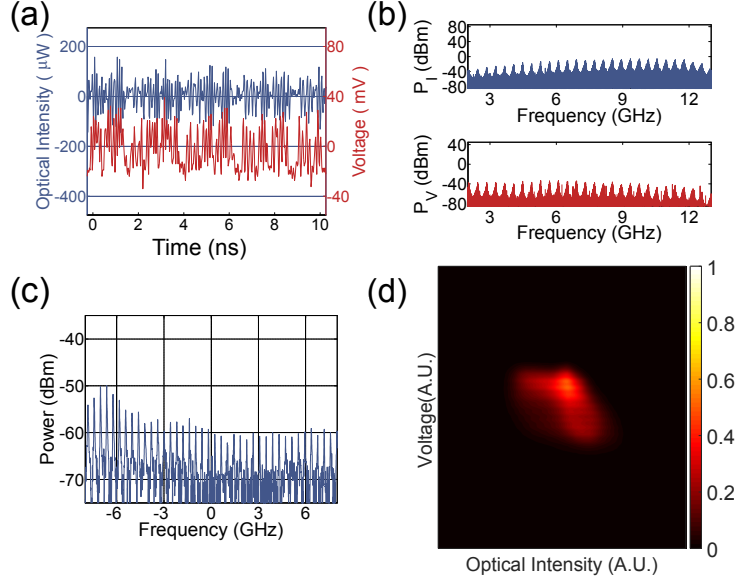 (a)
200
0
-200
-400
Optical Intensity ( μW )
80
40
0
-40
Voltage ( mV )
0 2 4 6 8 10
Time (ns)
(b)
80
40
0
-40
-80
P_I (dBm)
3 6 9 12
Frequency (GHz)
40
0
-40
-80
P_V (dBm)
3 6 9 12
Frequency (GHz)
(c)
-40
-50
-60
-70
Power (dBm)
-6 -3 0 3 6
Frequency (GHz)
(d)
Voltage(A.U.)
Optical Intensity (A.U.)
1
0.8
0.6
0.4
0.2
0